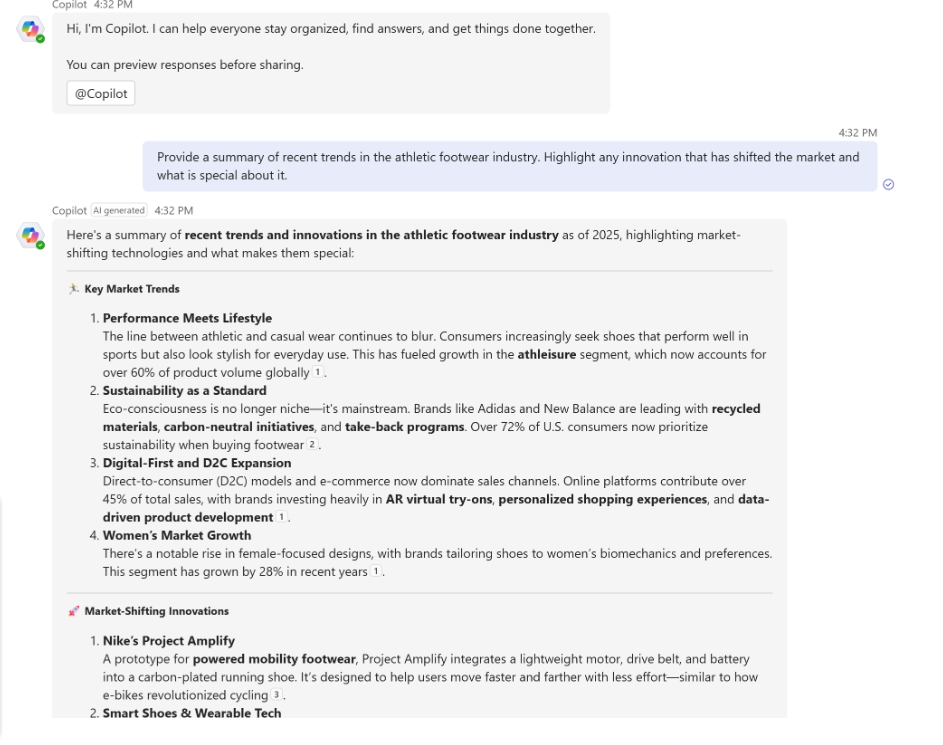 Copilot 4:32 PM
Hi, I'm Copilot. I can help everyone stay organized, find answers, and get things done together.
You can preview responses before sharing.
@Copilot
4:32 PM
Provide a summary of recent trends in the athletic footwear industry. Highlight any innovation that has shifted the market and
what is special about it.
Copilot AI generated 4:32 PM
Here's a summary of recent trends and innovations in the athletic footwear industry as of 2025, highlighting market-
shifting technologies and what makes them special:
Key Market Trends
1. Performance Meets Lifestyle
The line between athletic and casual wear continues to blur. Consumers increasingly seek shoes that perform well in
sports but also look stylish for everyday use. This has fueled growth in the athleisure segment, which now accounts for
over 60% of product volume globally 1.
2. Sustainability as a Standard
Eco-consciousness is no longer niche—it's mainstream. Brands like Adidas and New Balance are leading with recycled
materials, carbon-neutral initiatives, and take-back programs. Over 72% of U.S. consumers now prioritize
sustainability when buying footwear 2.
3. Digital-First and D2C Expansion
Direct-to-consumer (D2C) models and e-commerce now dominate sales channels. Online platforms contribute over
45% of total sales, with brands investing heavily in AR virtual try-ons, personalized shopping experiences, and data-
driven product development 1.
4. Women's Market Growth
There's a notable rise in female-focused designs, with brands tailoring shoes to women's biomechanics and preferences.
This segment has grown by 28% in recent years 1.
Market-Shifting Innovations
1. Nike's Project Amplify
A prototype for powered mobility footwear, Project Amplify integrates a lightweight motor, drive belt, and battery
into a carbon-plated running shoe. It's designed to help users move faster and farther with less effort—similar to how
e-bikes revolutionized cycling 3.
2. Smart Shoes & Wearable Tech